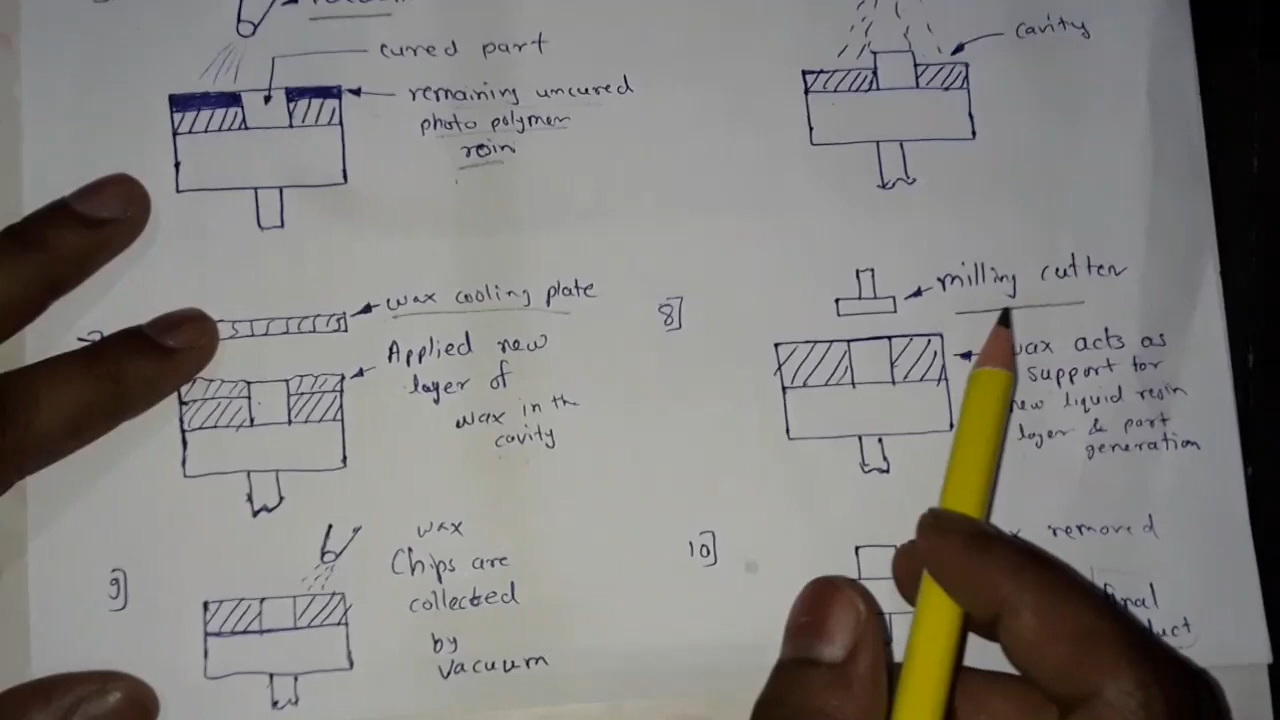 cured part
remaining uncured
photo polymer
cavity
wax cooling plate
Applied new
layer of
wax in the
cavity
8]
milling cutter
wax acts as
support for
new liquid resin
layer & part
generation
9]
wax
Chips are
collected
by
vacuum
10]
removed
final